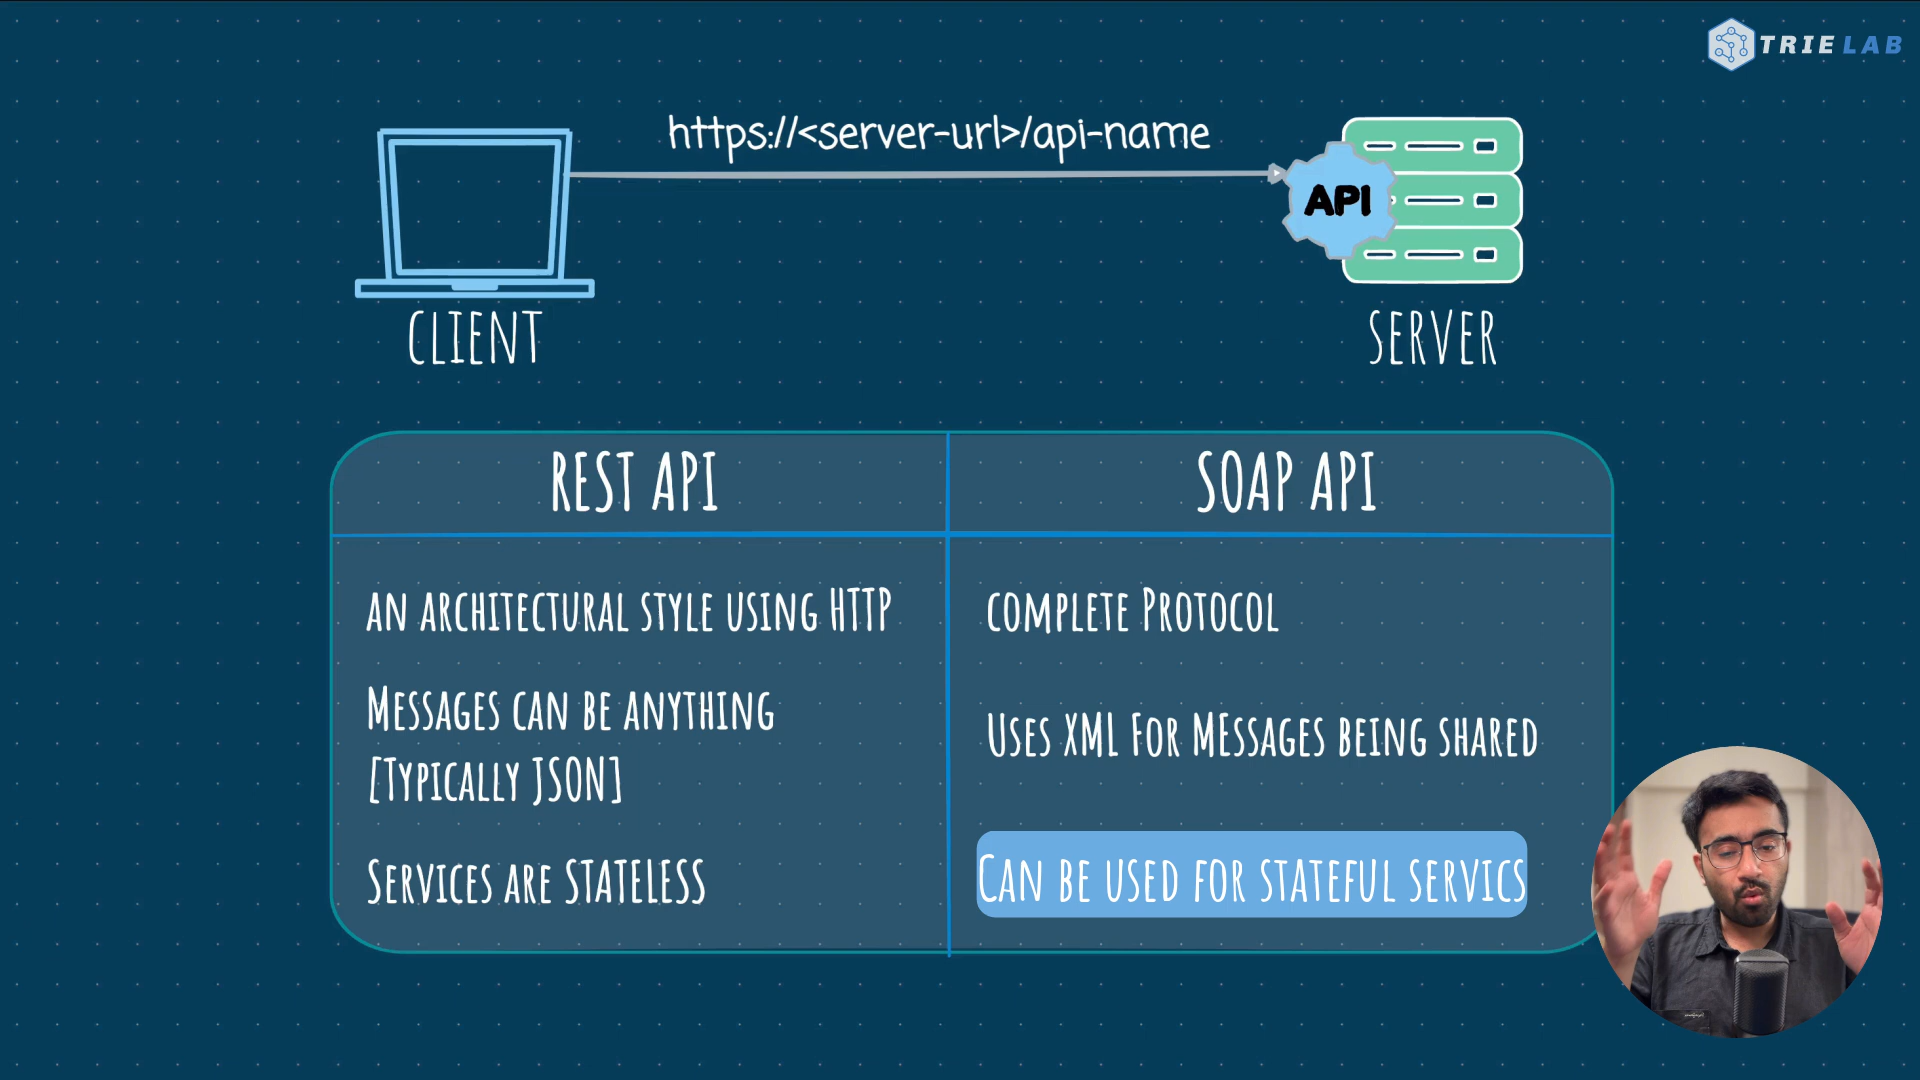 TRIE LAB
https://<server-url>/api-name
API
CLIENT
SERVER
REST API
SOAP API
AN ARCHITECTURAL STYLE USING HTTP
COMPLETE PROTOCOL
MESSAGES CAN BE ANYTHING
[TYPICALLY JSON]
USES XML FOR MESSAGES BEING SHARED
SERVICES ARE STATELESS
CAN BE USED FOR STATEFUL SERVICS